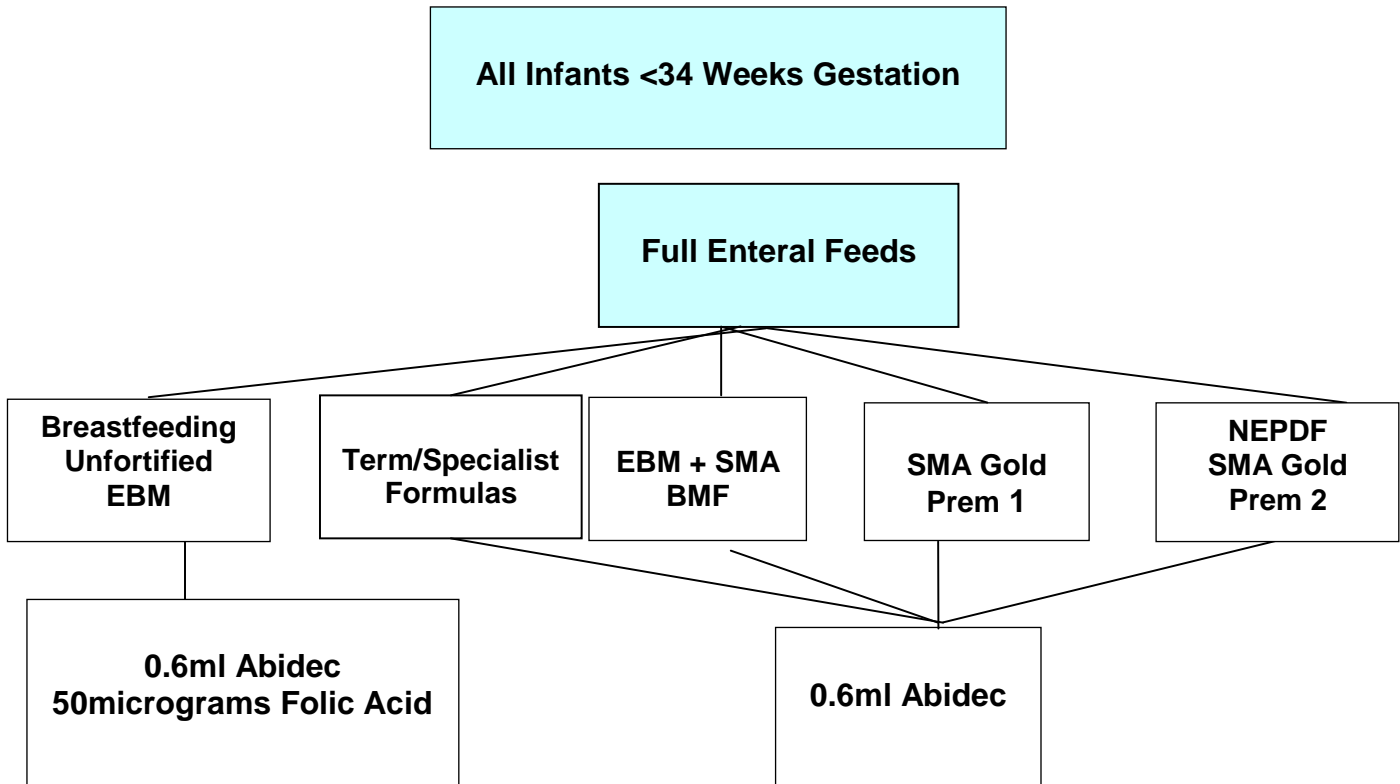 All Infants <34 Weeks Gestation
Full Enteral Feeds
Breastfeeding
Unfortified
EBM
Term/Specialist
Formulas
EBM + SMA
BMF
SMA Gold
Prem 1
NEPDF
SMA Gold
Prem 2
0.6ml Abidec
50micrograms Folic Acid
0.6ml Abidec